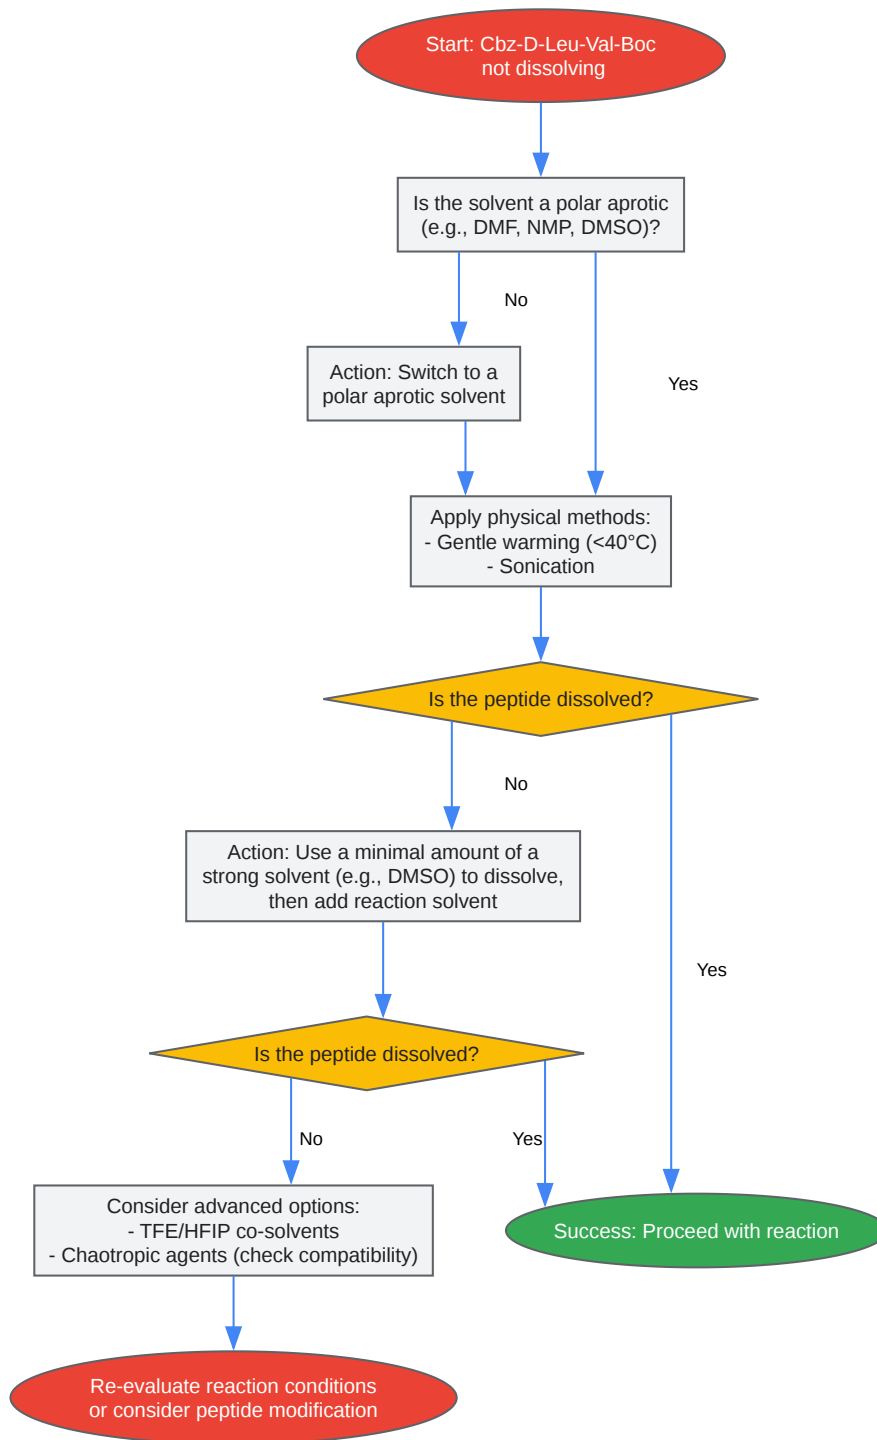 Start: Cbz-D-Leu-Val-Boc
not dissolving
Is the solvent a polar aprotic
(e.g., DMF, NMP, DMSO)?
No
Action: Switch to a
polar aprotic solvent
Yes
Apply physical methods:
- Gentle warming (<40°C)
- Sonication
Is the peptide dissolved?
No
Action: Use a minimal amount of a
strong solvent (e.g., DMSO) to dissolve,
then add reaction solvent
Yes
Is the peptide dissolved?
No
Yes
Consider advanced options:
- TFE/HFIP co-solvents
- Chaotropic agents (check compatibility)
Success: Proceed with reaction
Re-evaluate reaction conditions
or consider peptide modification